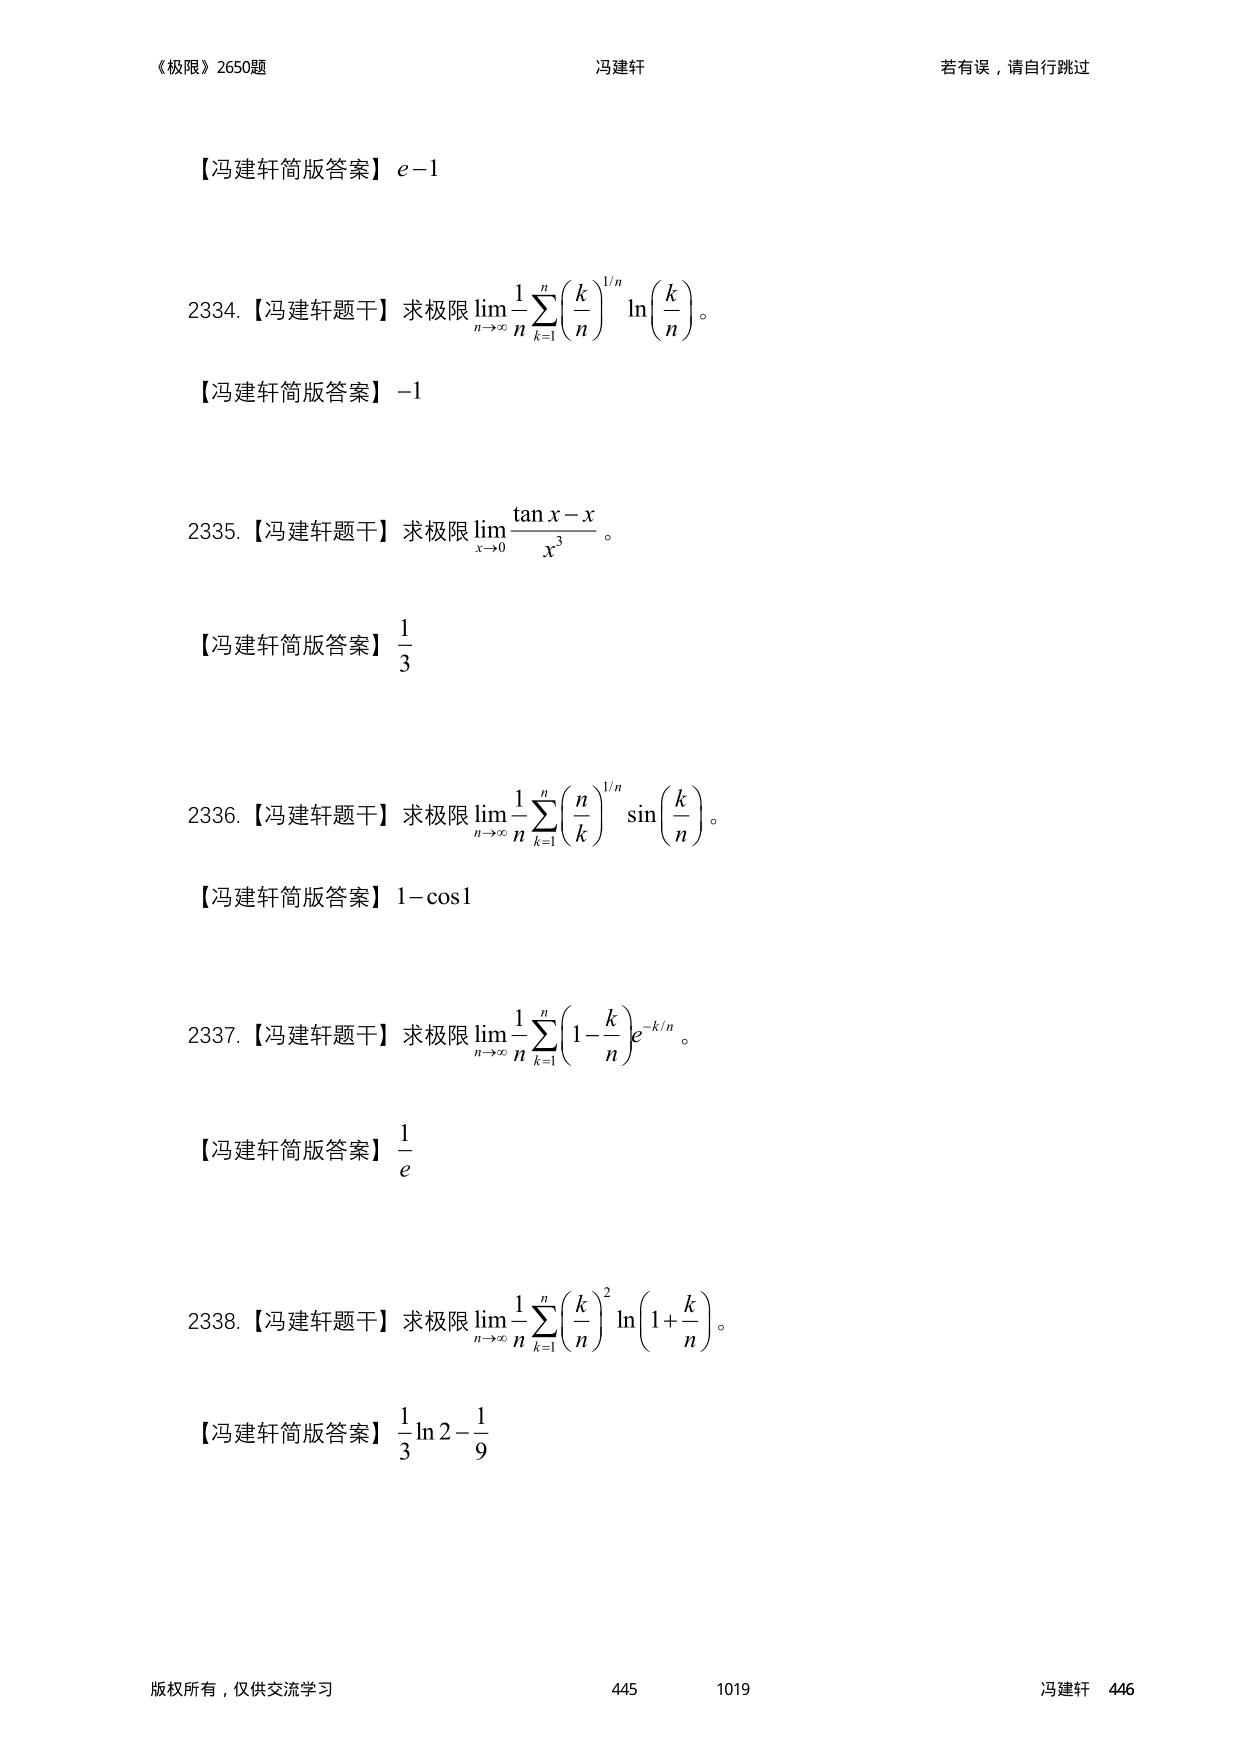 《极限》2650题 冯建轩 若有误，请自行跳过
【冯建轩简版答案】 e−1
2334.【冯建轩题干】求极限 lim_{n→∞} 1/n ∑_{k=1}^{n} (k/n)^{1/n} ln(k/n) 。
【冯建轩简版答案】 −1
2335.【冯建轩题干】求极限 lim_{x→0} (tan x − x)/x^3 。
【冯建轩简版答案】 1/3
2336.【冯建轩题干】求极限 lim_{n→∞} 1/n ∑_{k=1}^{n} (n/k)^{1/n} sin(k/n) 。
【冯建轩简版答案】 1−cos1
2337.【冯建轩题干】求极限 lim_{n→∞} 1/n ∑_{k=1}^{n} (1−k/n)e^{−k/n} 。
【冯建轩简版答案】 1/e
2338.【冯建轩题干】求极限 lim_{n→∞} 1/n ∑_{k=1}^{n} (k/n)^2 ln(1+k/n) 。
【冯建轩简版答案】 1/3 ln 2 − 1/9
版权所有，仅供交流学习 445 1019 冯建轩 446